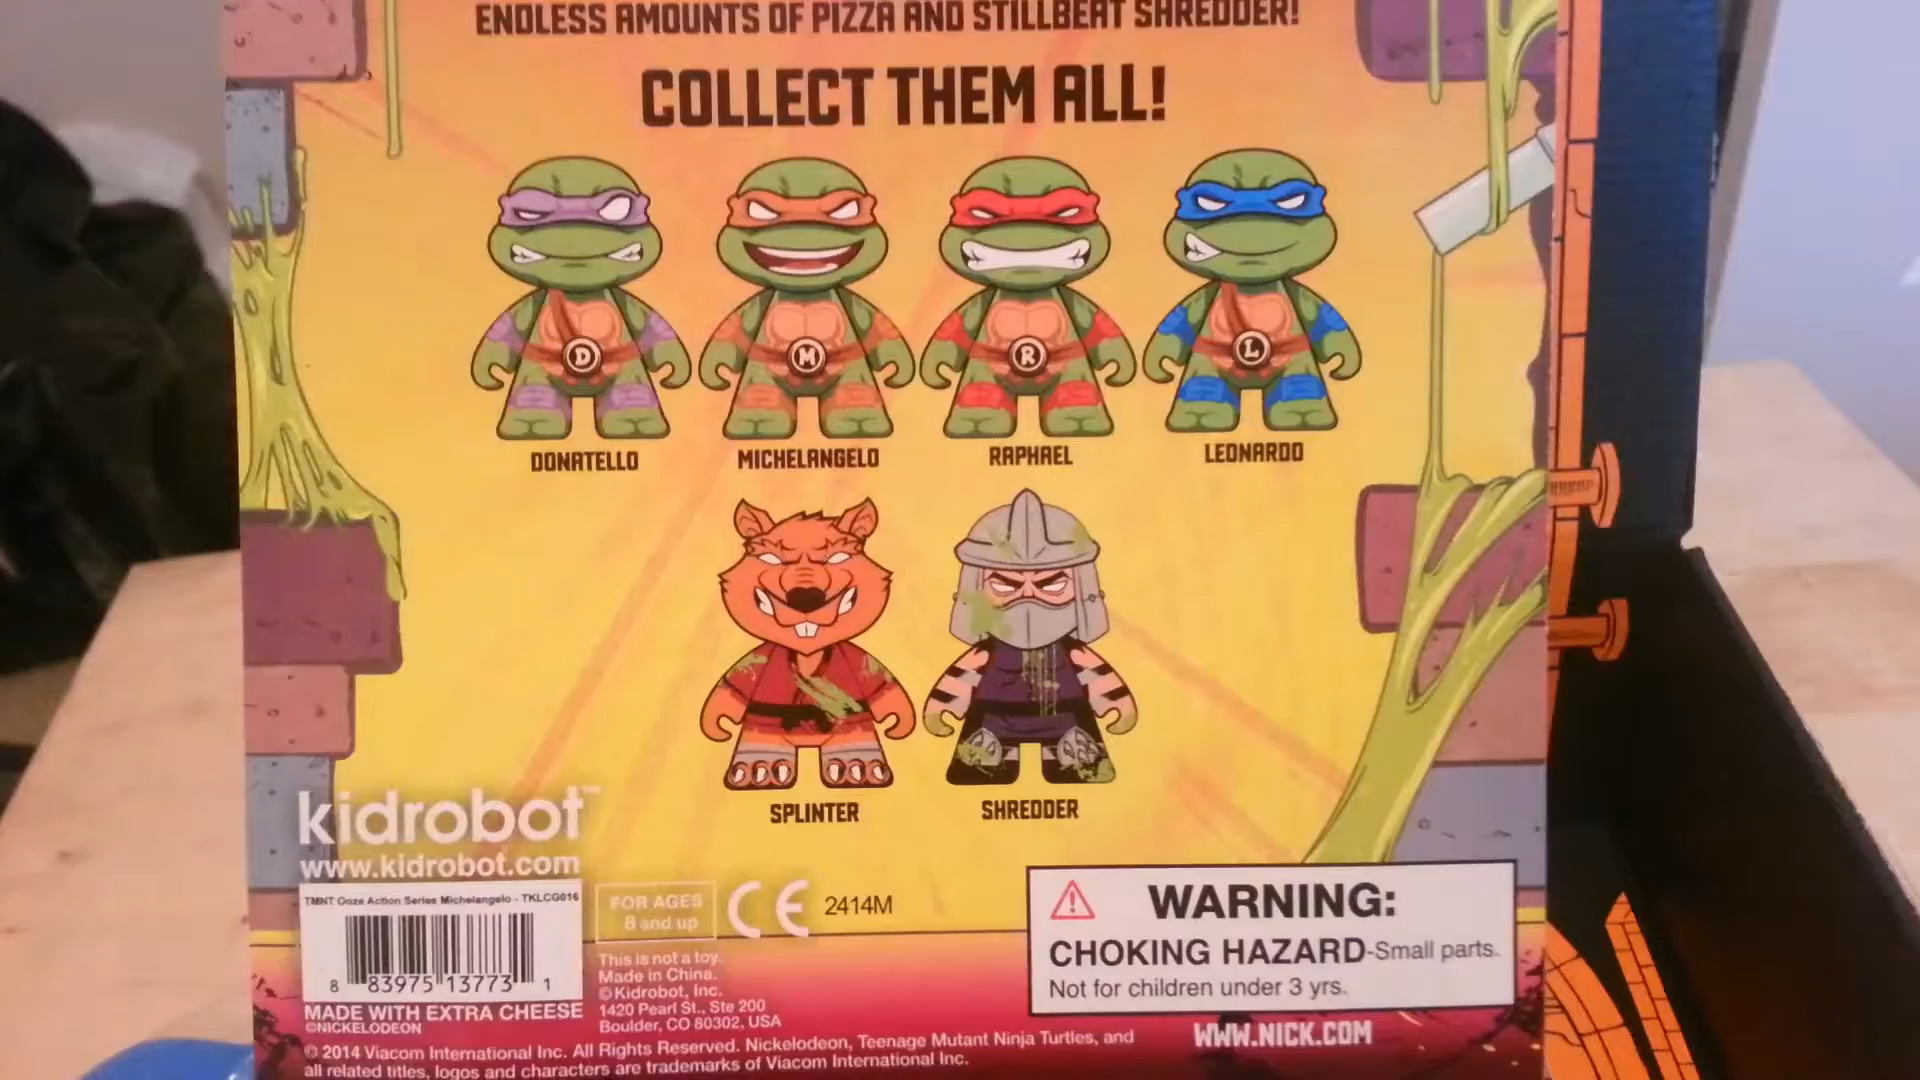 ENDLESS AMOUNTS OF PIZZA AND STILLBEAT SHREDDER!
COLLECT THEM ALL!
D
M
R
L
DONATELLO
MICHELANGELO
RAPHAEL
LEONARDO
SPLINTER
SHREDDER
kidrobot™
www.kidrobot.com
TMNT Ooze Action Series Michelangelo - TKLCG016
8 83975 13773 1
MADE WITH EXTRA CHEESE
©NICKELODEON
FOR AGES
8 and up
CE 2414M
This is not a toy.
Made in China.
©Kidrobot, Inc.
1420 Pearl St., Ste 200
Boulder, CO 80302, USA
WARNING:
CHOKING HAZARD-Small parts.
Not for children under 3 yrs.
WWW.NICK.COM
© 2014 Viacom International Inc. All Rights Reserved. Nickelodeon, Teenage Mutant Ninja Turtles, and
all related titles, logos and characters are trademarks of Viacom International Inc.